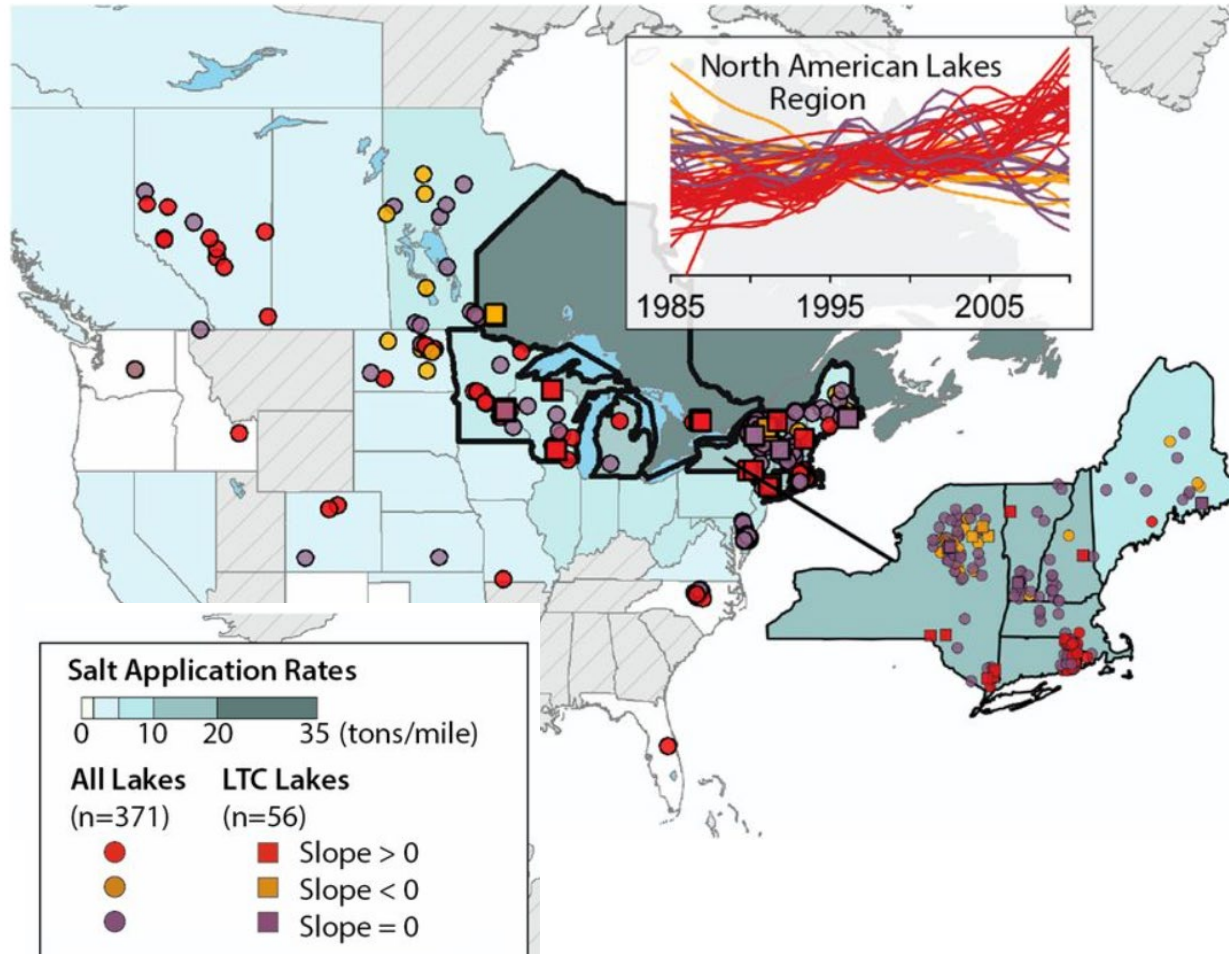 North American Lakes
Region
1985 1995 2005
Salt Application Rates
0 10 20 35 (tons/mile)
All Lakes LTC Lakes
(n=371) (n=56)
Slope > 0
Slope < 0
Slope = 0